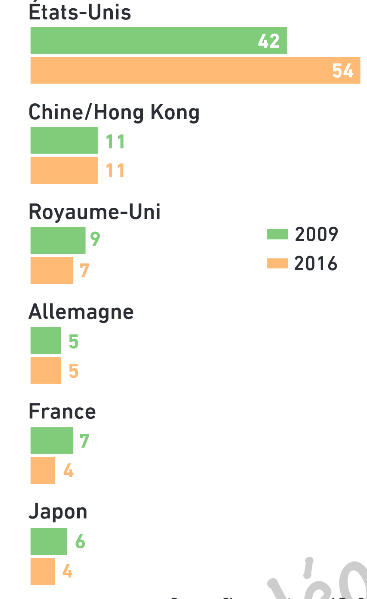 États-Unis
42
54
Chine/Hong Kong
11
11
Royaume-Uni
9
7
2009
2016
Allemagne
5
5
France
7
4
Japon
6
4